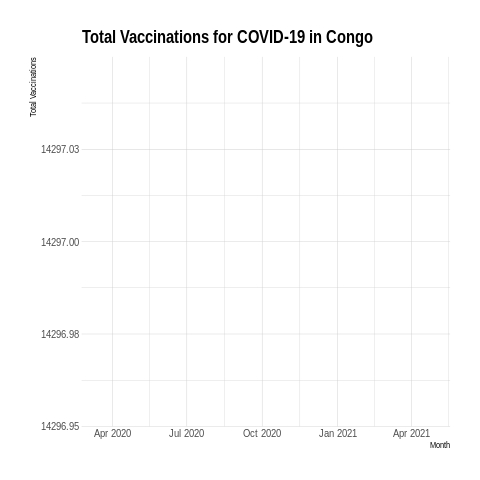 Total Vaccinations for COVID-19 in Congo
Total Vaccinations
14297.03
14297.00
14296.98
14296.95
Apr 2020 Jul 2020 Oct 2020 Jan 2021 Apr 2021
Month